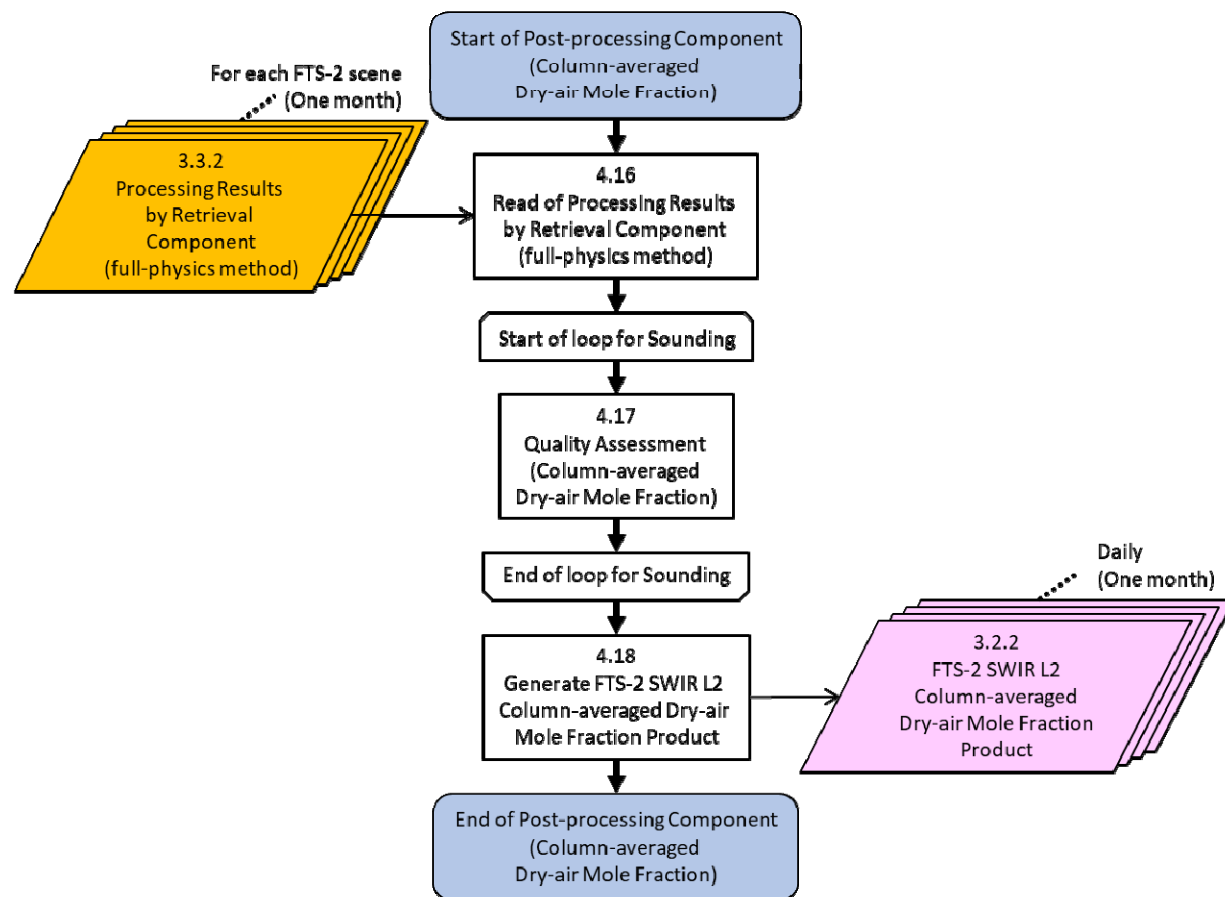 Start of Post-processing Component
(Column-averaged
Dry-air Mole Fraction)
For each FTS-2 scene
(One month)
3.3.2
Processing Results
by Retrieval
Component
(full-physics method)
4.16
Read of Processing Results
by Retrieval Component
(full-physics method)
Start of loop for Sounding
4.17
Quality Assessment
(Column-averaged
Dry-air Mole Fraction)
End of loop for Sounding
Daily
(One month)
4.18
Generate FTS-2 SWIR L2
Column-averaged Dry-air
Mole Fraction Product
3.2.2
FTS-2 SWIR L2
Column-averaged
Dry-air Mole Fraction
Product
End of Post-processing Component
(Column-averaged
Dry-air Mole Fraction)